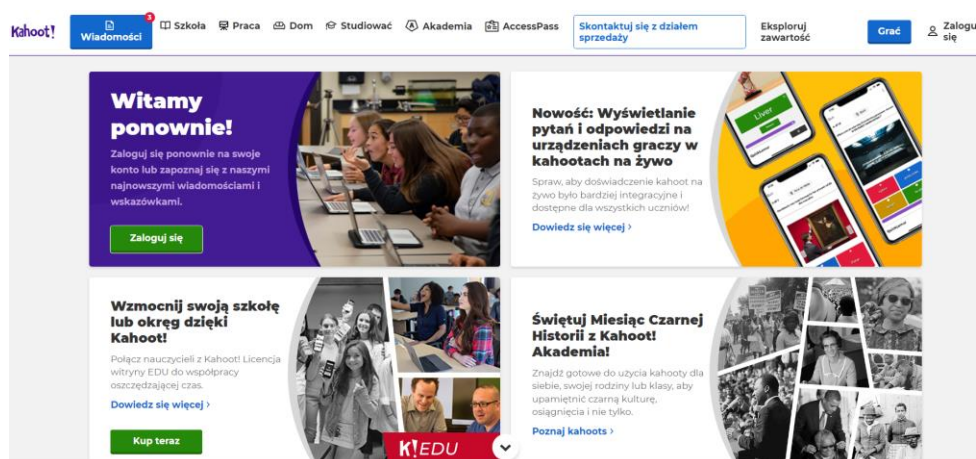 Kahoot!
3
Wiadomości
Szkoła
Praca
Dom
Studiować
Akademia
AccessPass
Skontaktuj się z działem
sprzedaży
Eksploruj
zawartość
Grać
Zalogu
się
Witamy
ponownie!
Zaloguj się ponownie na swoje
konto lub zapoznaj się z naszymi
najnowszymi wiadomościami i
wskazówkami.
Zaloguj się
Nowość: Wyświetlanie
pytań i odpowiedzi na
urządzeniach graczy w
kahootach na żywo
Spraw, aby doświadczenie kahoot na
żywo było bardziej integracyjne i
dostępne dla wszystkich uczniów!
Dowiedz się więcej ›
Liver
Wzmocnij swoją szkołę
lub okręg dzięki
Kahoot!
Połącz nauczycieli z Kahoot! Licencja
witryny EDU do współpracy
oszczędzającej czas.
Dowiedz się więcej ›
Kup teraz
K!EDU
Świętuj Miesiąc Czarnej
Historii z Kahoot!
Akademia!
Znajdź gotowe do użycia kahooty dla
siebie, swojej rodziny lub klasy, aby
upamiętnić czarną kulturę,
osiągnięcia i nie tylko.
Poznaj kahoots ›